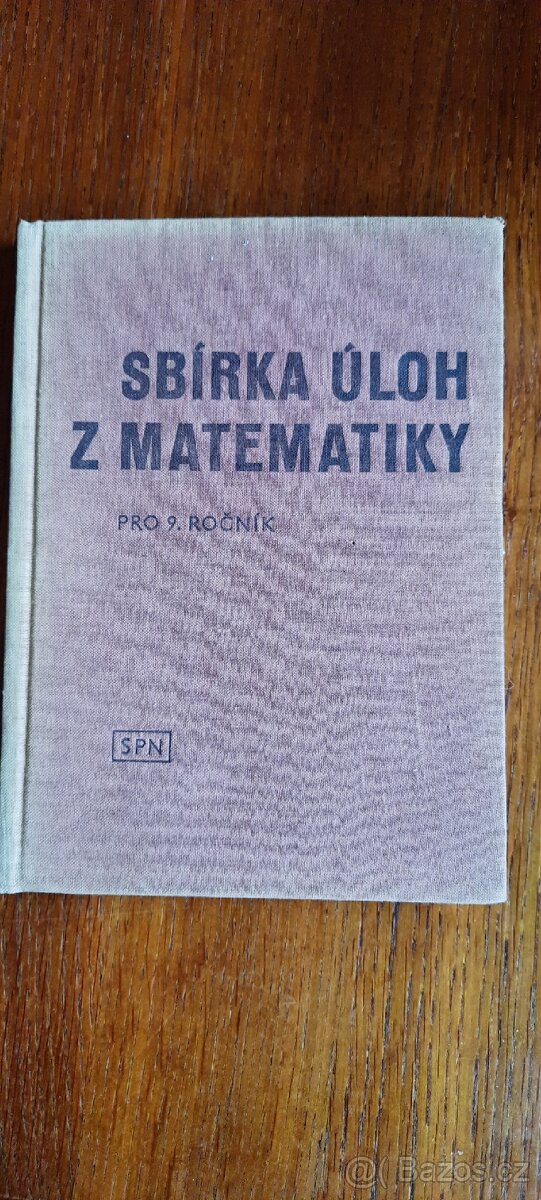 SBÍRKA ÚLOH
Z MATEMATIKY
PRO 9. ROČNÍK
SPN
@ Bazos.cz